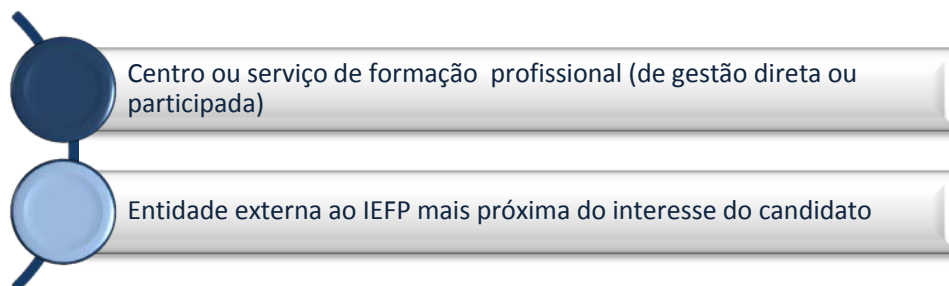 Centro ou serviço de formação profissional (de gestão direta ou
participada)
Entidade externa ao IEFP mais próxima do interesse do candidato